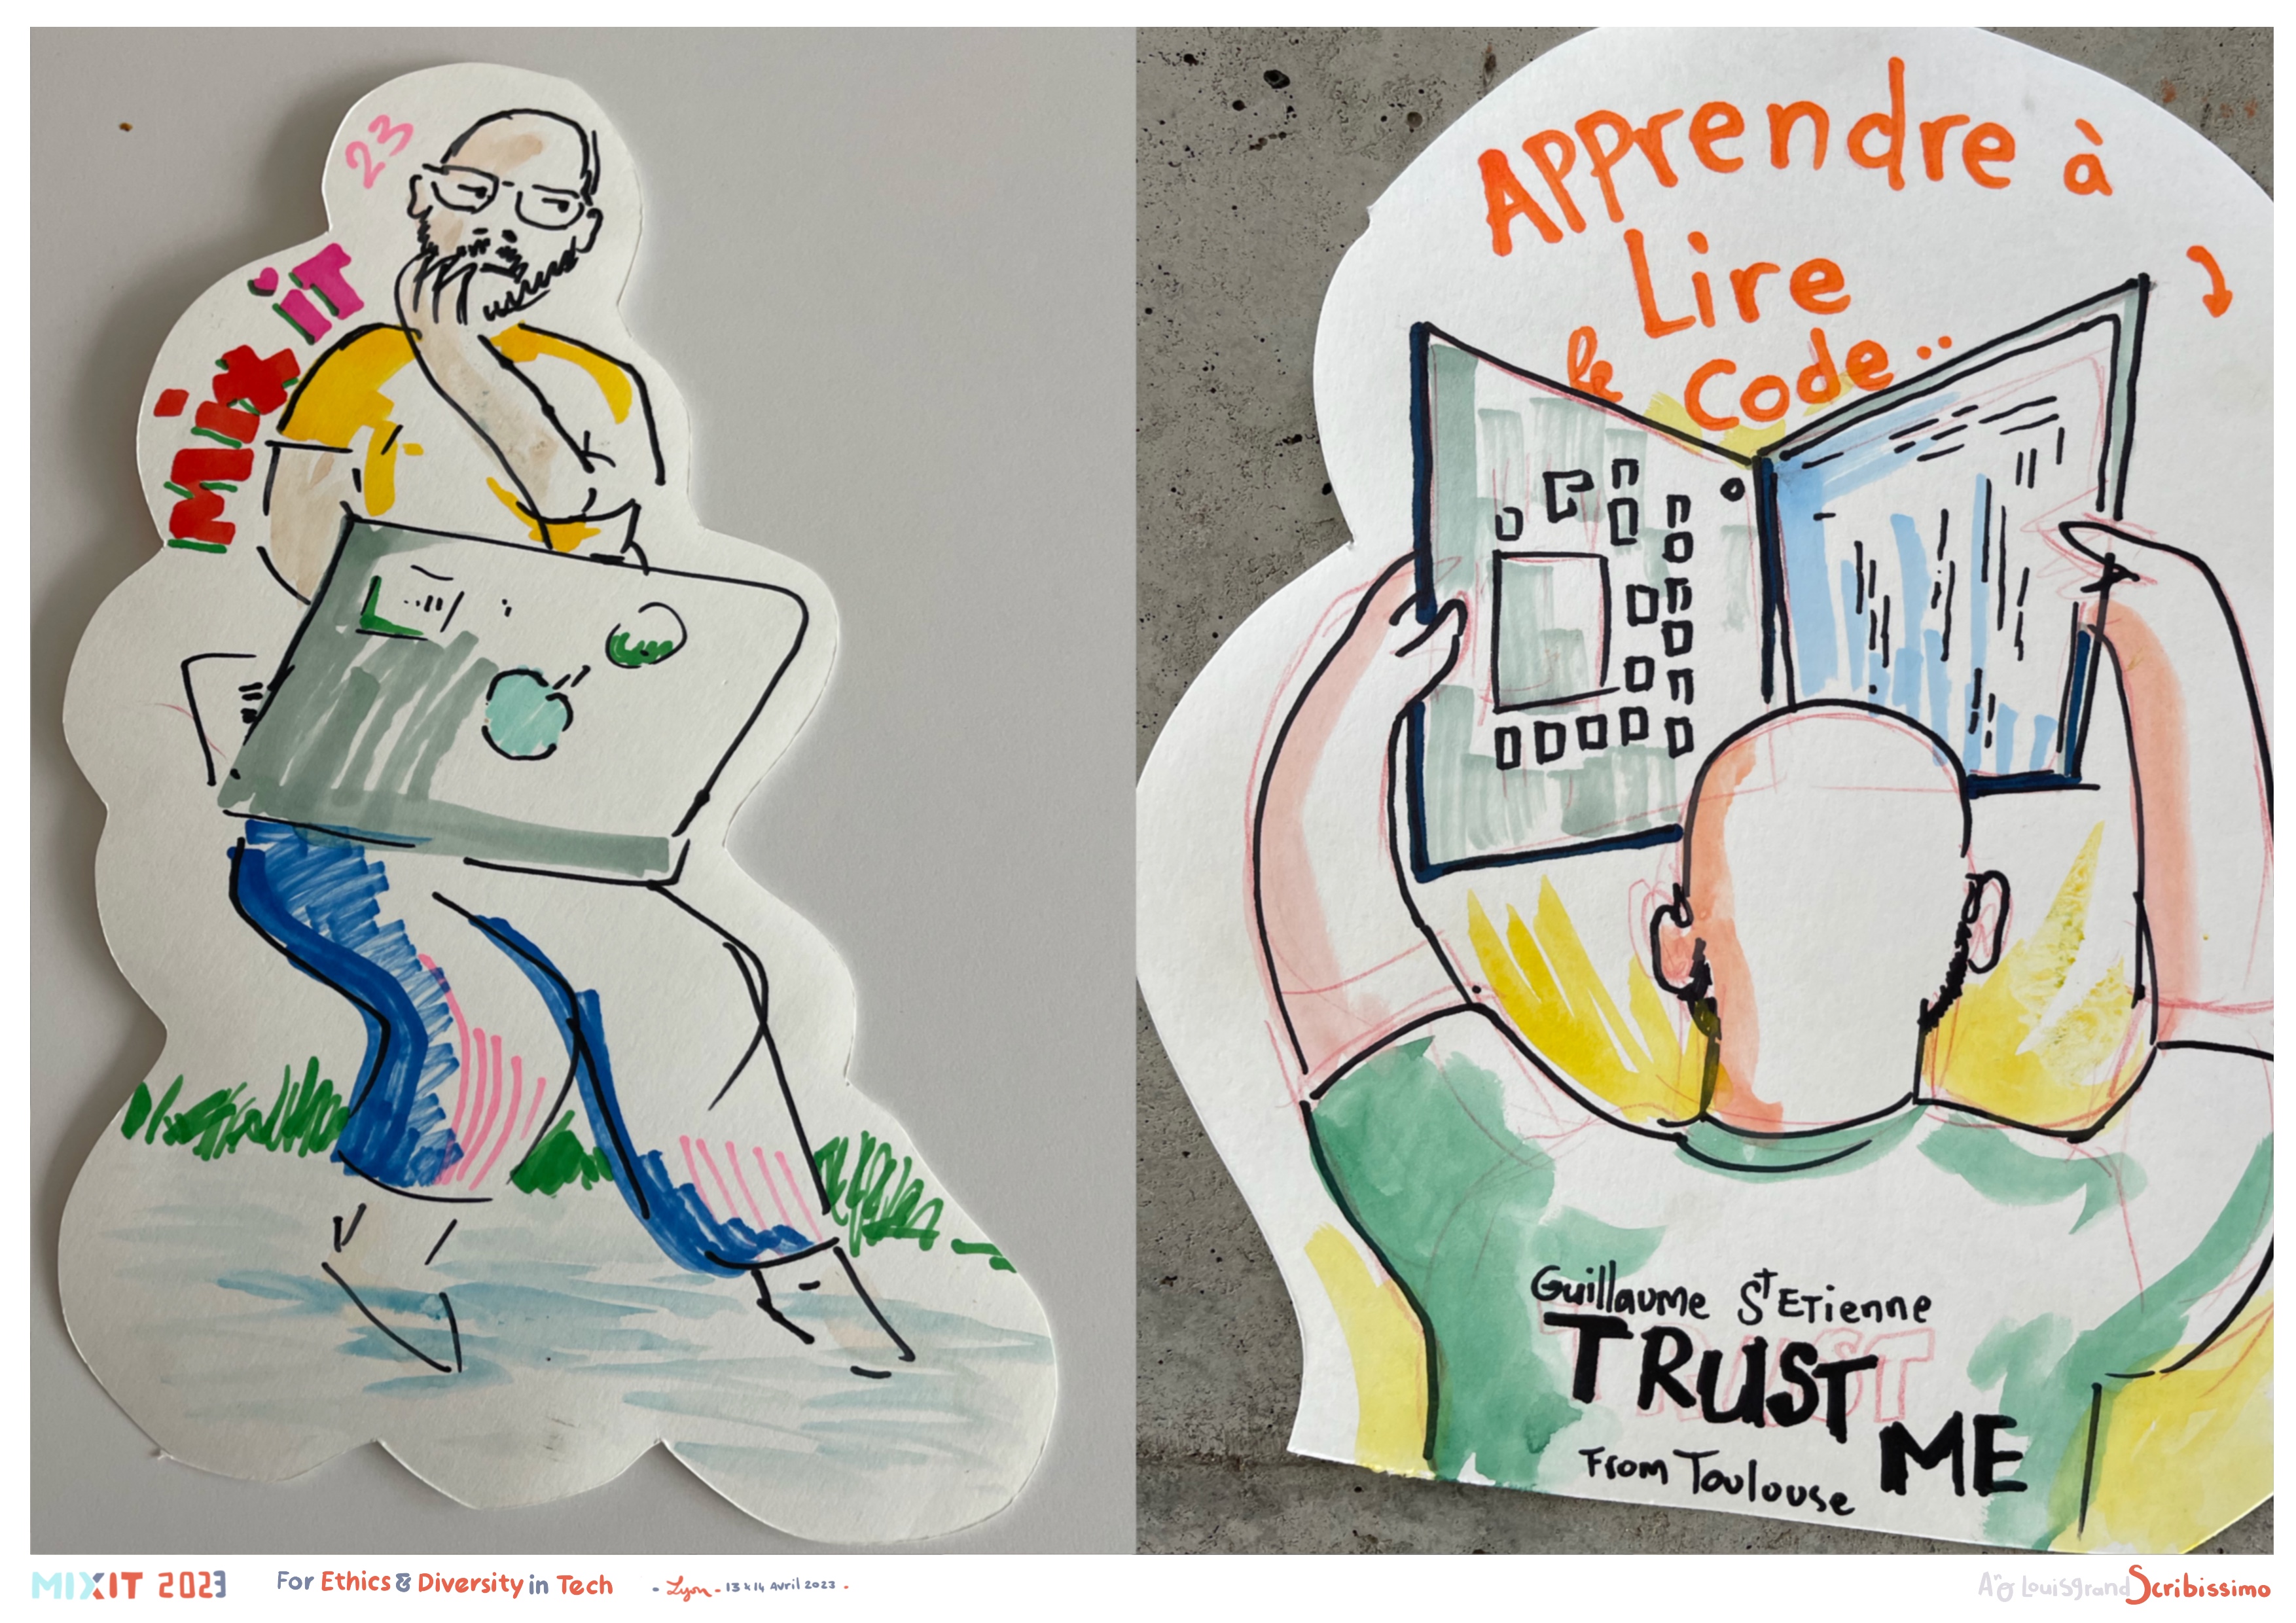 23
Mix iT
Apprendre à
Lire
le Code..
Guillaume St ETienne
TRUST
ME
From Toulouse
MIXIT 2023
For Ethics & Diversity in Tech
- Lyon - 13 & 14 Avril 2023 -
Louisgrand Scribissimo